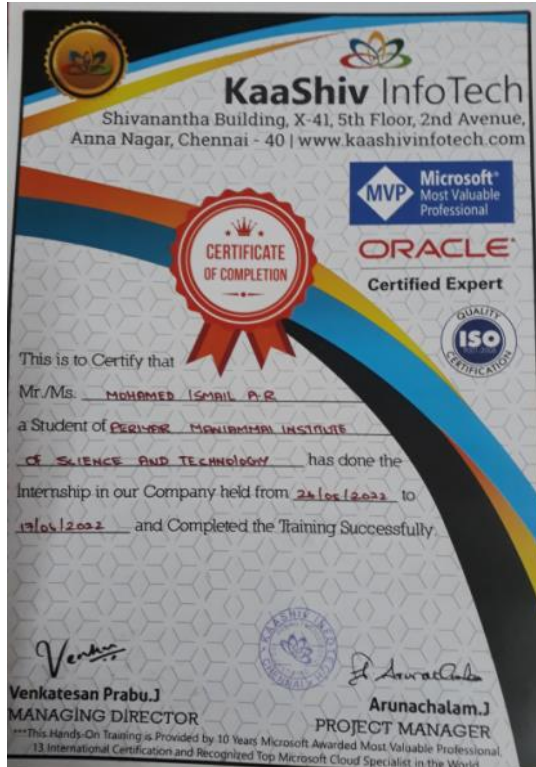 KaaShiv InfoTech
Shivanantha Building, X-41, 5th Floor, 2nd Avenue,
Anna Nagar, Chennai - 40 | www.kaashivinfotech.com
MVP
Microsoft®
Most Valuable
Professional
ORACLE®
Certified Expert
CERTIFICATE
OF COMPLETION
QUALITY
ISO
CERTIFICATION
This is to Certify that
Mr./Ms. MOHAMED ISMAIL A.R
a Student of PERIYAR MANIAMMAI INSTITUTE
OF SCIENCE AND TECHNOLOGY has done the
Internship in our Company held from 24/05/2022 to
17/06/2022 and Completed the Training Successfully
KAASHIV INFOTECH
CHENNAI
Venkatesan Prabu.J
MANAGING DIRECTOR
Arunachalam.J
PROJECT MANAGER
***This Hands-On Training is Provided by 10 Years Microsoft Awarded Most Valuable Professional.
13 International Certification and Recognized Top Microsoft Cloud Specialist in the World